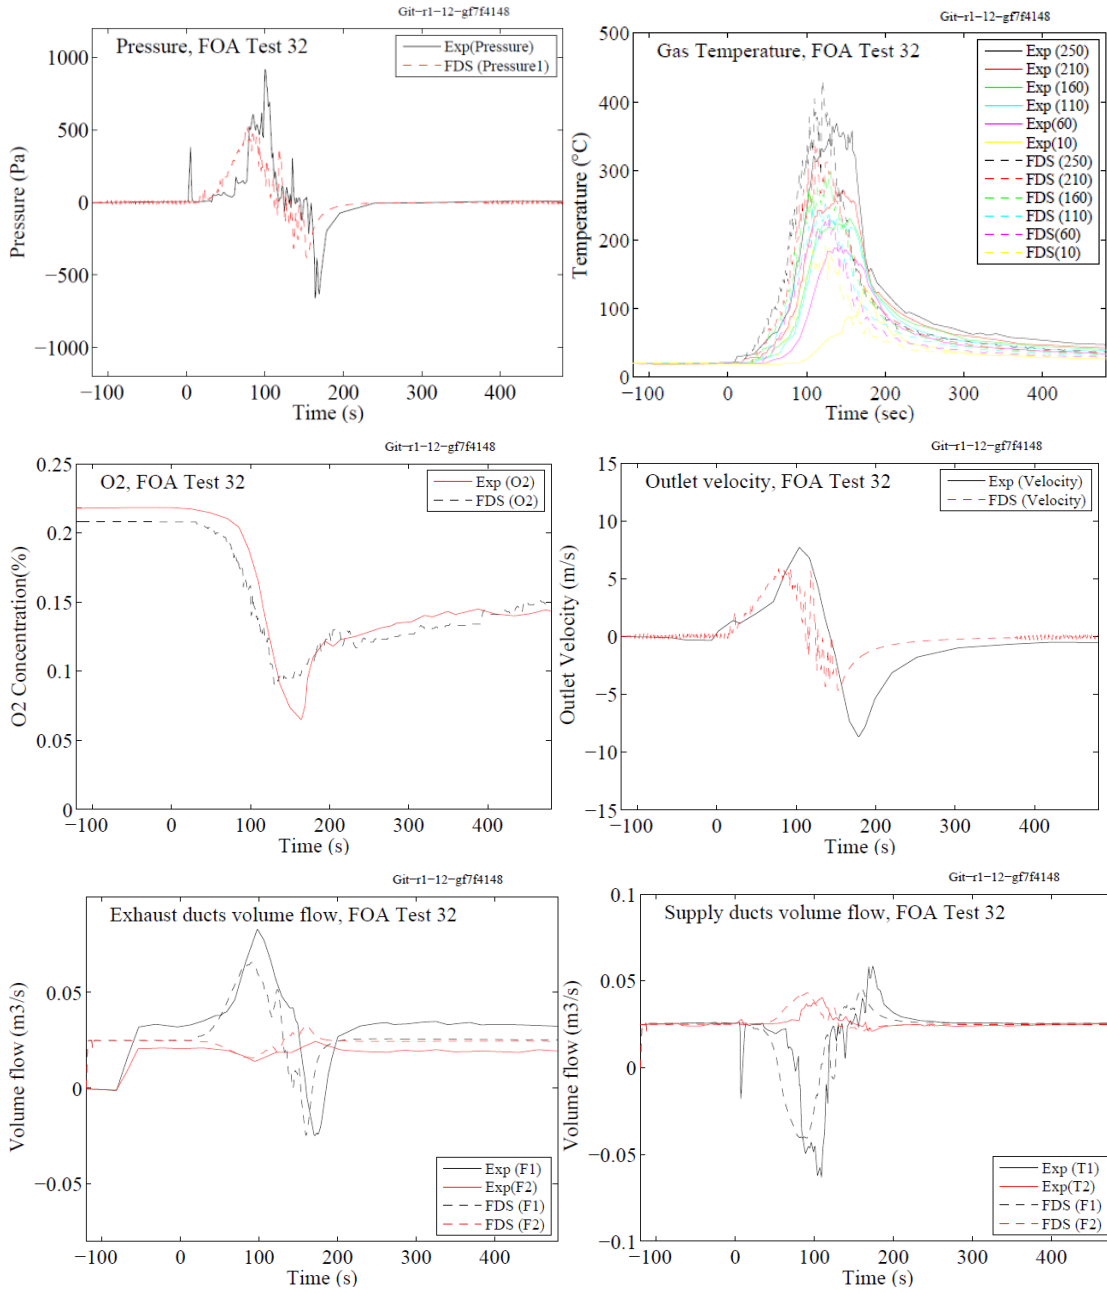 Git−r1−12−gf7f4148
Pressure, FOA Test 32
Exp(Pressure)
FDS (Pressure1)
1000
500
0
−500
−1000
Pressure (Pa)
−100 0 100 200 300 400
Time (s)
Git−r1−12−gf7f4148
Gas Temperature, FOA Test 32
Exp (250)
Exp (210)
Exp (160)
Exp (110)
Exp(60)
Exp(10)
FDS (250)
FDS (210)
FDS (160)
FDS (110)
FDS(60)
FDS(10)
500
400
300
200
100
0
Temperature (°C)
−100 0 100 200 300 400
Time (sec)
Git−r1−12−gf7f4148
O2, FOA Test 32
Exp (O2)
FDS (O2)
0.25
0.2
0.15
0.1
0.05
0
O2 Concentration(%)
−100 0 100 200 300 400
Time (s)
Git−r1−12−gf7f4148
Outlet velocity, FOA Test 32
Exp (Velocity)
FDS (Velocity)
15
10
5
0
−5
−10
−15
Outlet Velocity (m/s)
−100 0 100 200 300 400
Time (s)
Git−r1−12−gf7f4148
Exhaust ducts volume flow, FOA Test 32
0.05
0
−0.05
Volume flow (m3/s)
Exp (F1)
Exp(F2)
FDS (F1)
FDS (F2)
−100 0 100 200 300 400
Time (s)
Git−r1−12−gf7f4148
Supply ducts volume flow, FOA Test 32
0.1
0.05
0
−0.05
−0.1
Volume flow (m3/s)
Exp (T1)
Exp(T2)
FDS (F1)
FDS (F2)
−100 0 100 200 300 400
Time (s)